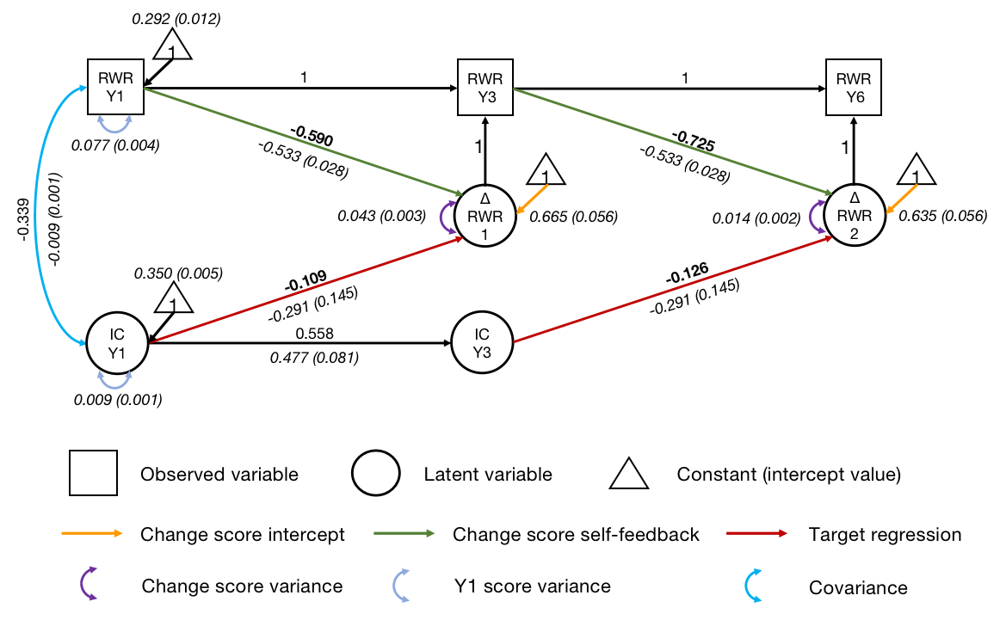 0.292 (0.012)
1
RWR
Y1
1
RWR
Y3
1
RWR
Y6
0.077 (0.004)
-0.590
-0.533 (0.028)
1
1
-0.725
-0.533 (0.028)
1
1
-0.339
-0.009 (0.001)
0.043 (0.003)
Δ
RWR
1
0.665 (0.056)
0.014 (0.002)
Δ
RWR
2
0.635 (0.056)
0.350 (0.005)
1
-0.109
-0.291 (0.145)
-0.126
-0.291 (0.145)
IC
Y1
0.558
0.477 (0.081)
IC
Y3
0.009 (0.001)
Observed variable
Latent variable
Constant (intercept value)
Change score intercept
Change score self-feedback
Target regression
Change score variance
Y1 score variance
Covariance